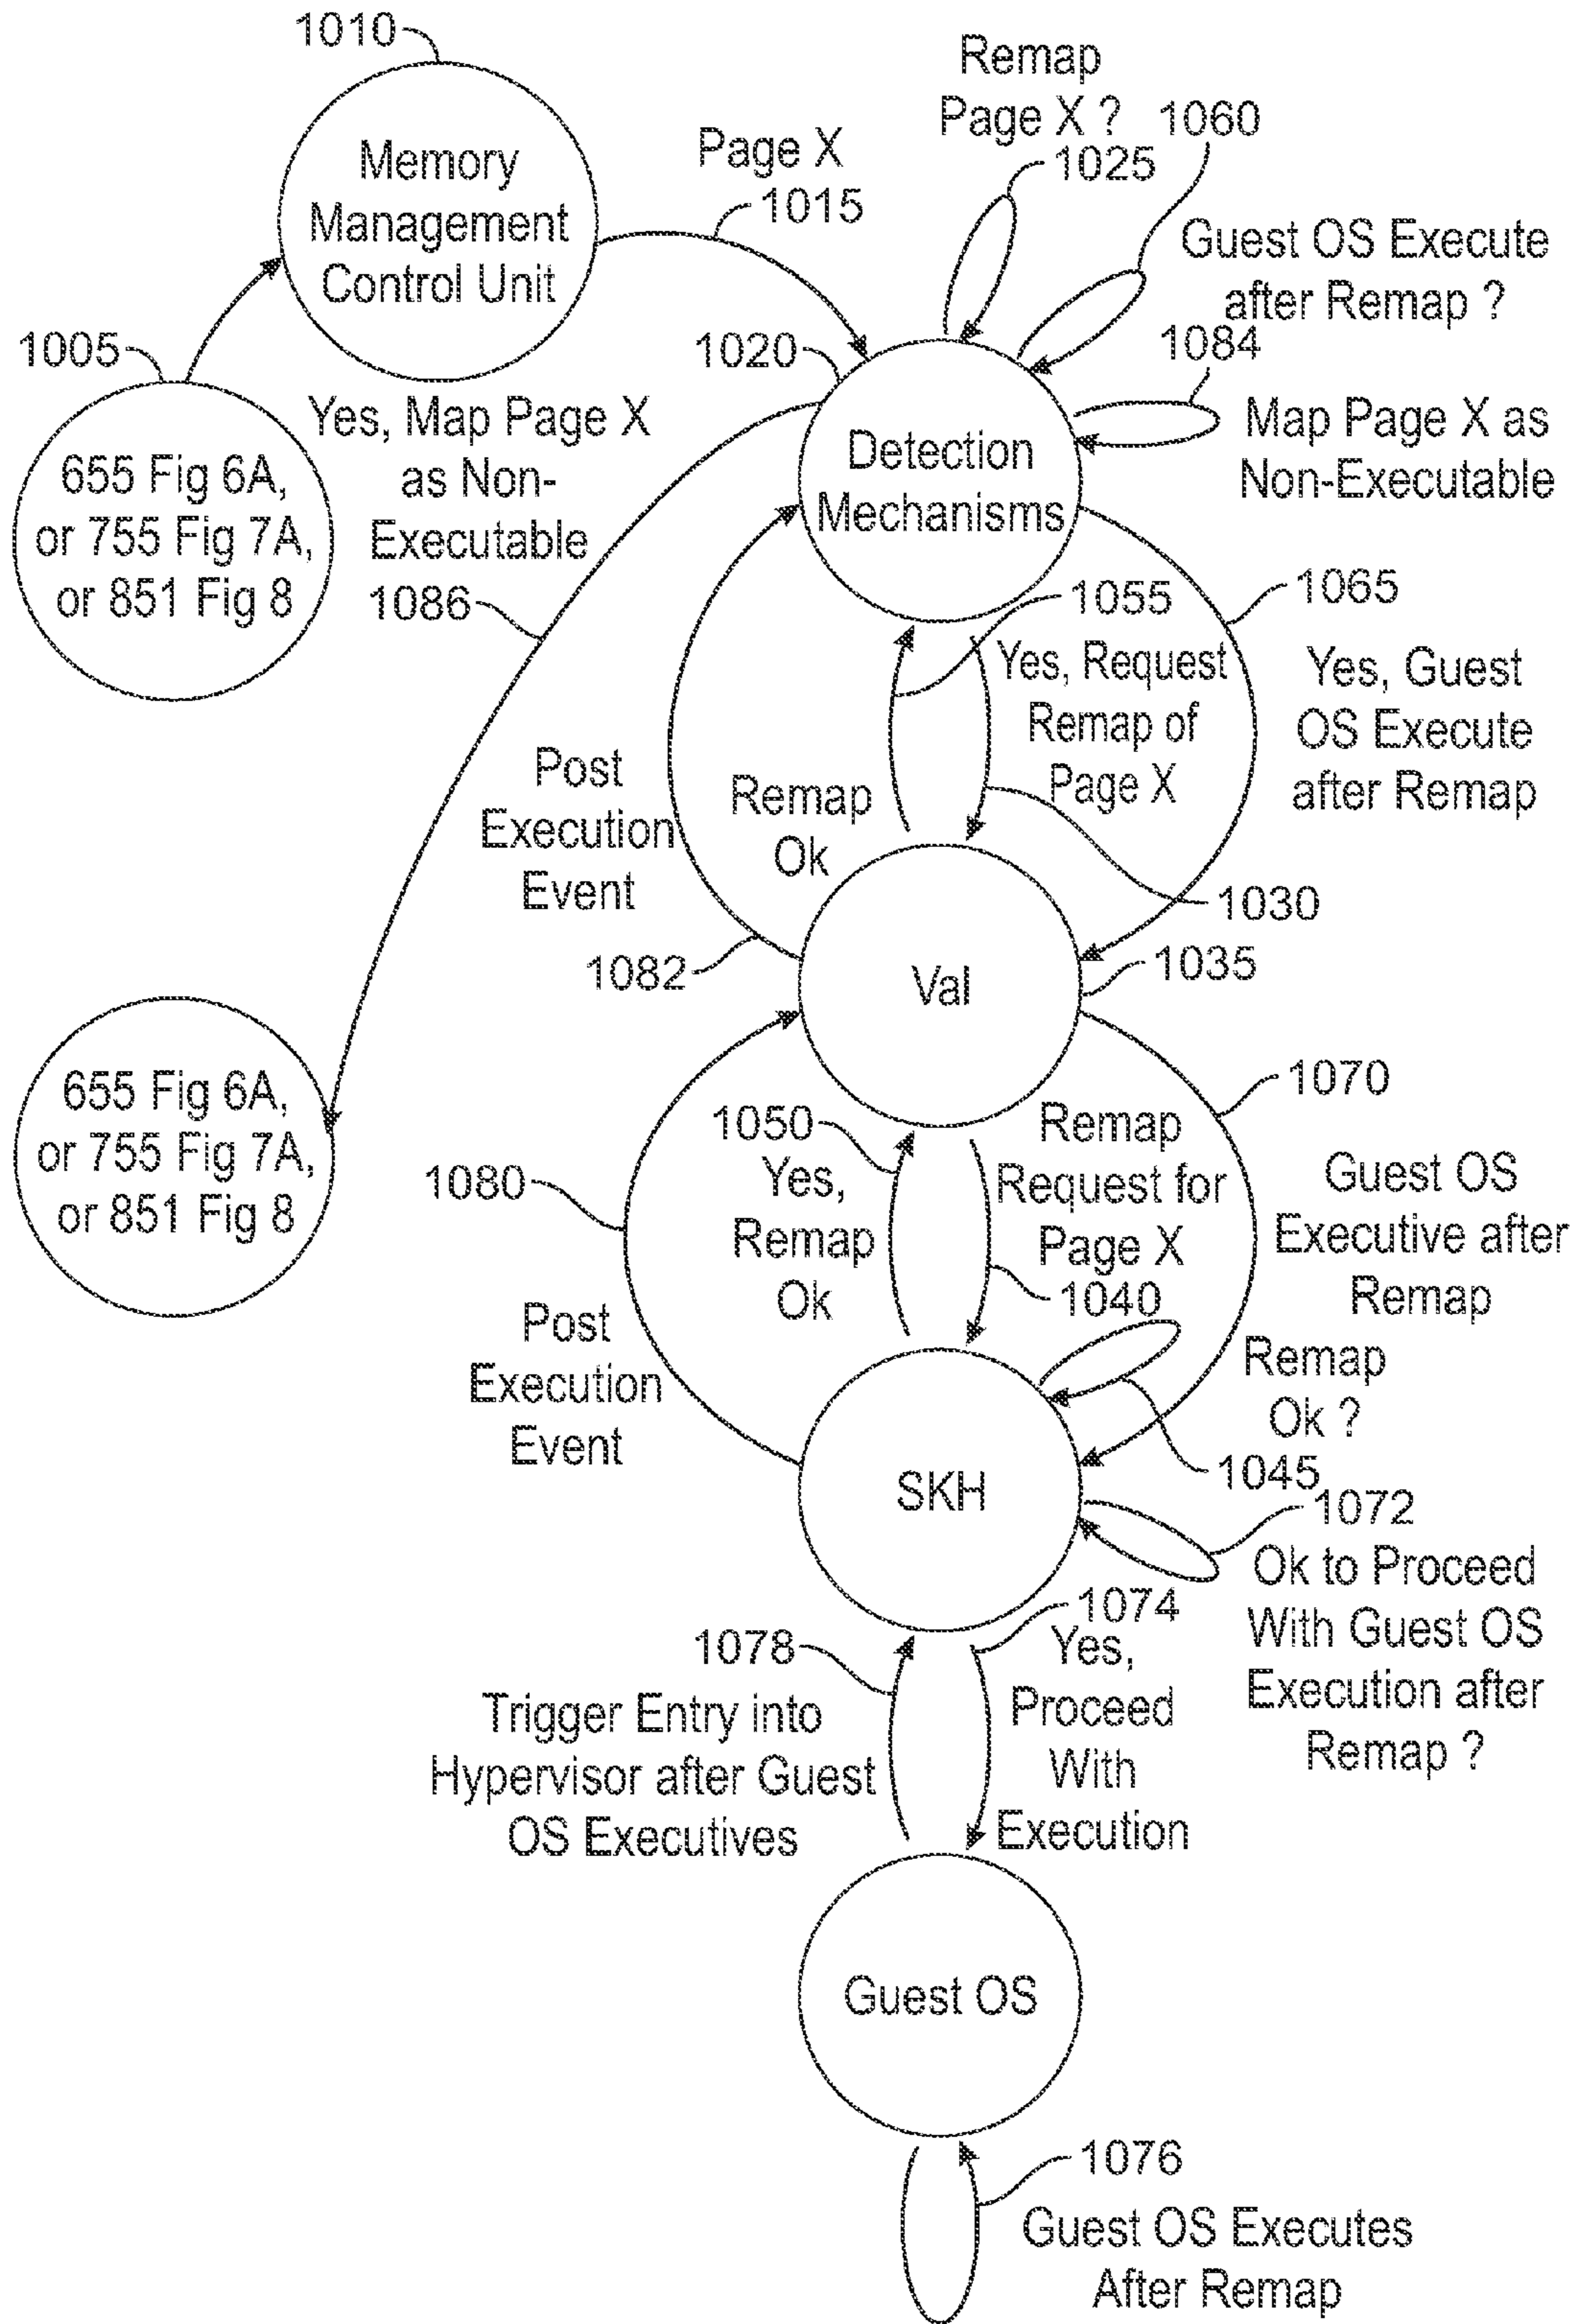 1010
Memory
Management
Control Unit
Page X
1015
Remap
Page X ?
1025
1060
Guest OS Execute
after Remap ?
1084
Map Page X as
Non-Executable
1005
655 Fig 6A,
or 755 Fig 7A,
or 851 Fig 8
Yes, Map Page X
as Non-
Executable
1086
1020
Detection
Mechanisms
1055
Yes, Request
Remap of
Page X
1030
1065
Yes, Guest
OS Execute
after Remap
Post
Execution
Event
1082
Remap
Ok
Val
1035
655 Fig 6A,
or 755 Fig 7A,
or 851 Fig 8
1080
Post
Execution
Event
1050
Yes,
Remap
Ok
Remap
Request for
Page X
1040
1070
Guest OS
Executive after
Remap
Remap
Ok ?
1045
SKH
1072
Ok to Proceed
With Guest OS
Execution after
Remap ?
1078
Trigger Entry into
Hypervisor after Guest
OS Executives
1074
Yes,
Proceed
With
Execution
Guest OS
1076
Guest OS Executes
After Remap